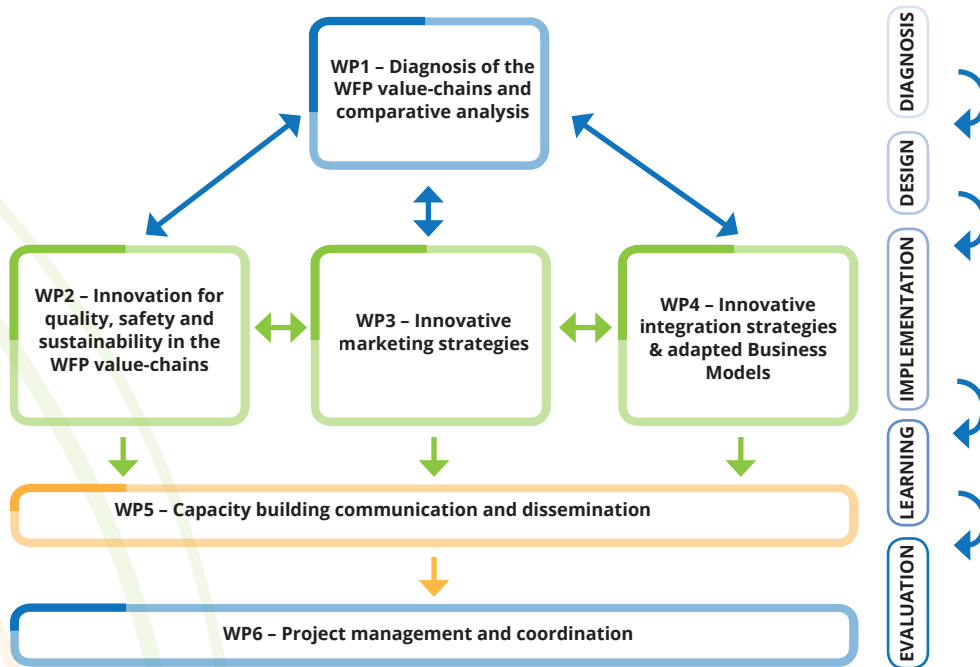 WP1 – Diagnosis of the
WFP value-chains and
comparative analysis
WP2 – Innovation for
quality, safety and
sustainability in the
WFP value-chains
WP3 – Innovative
marketing strategies
WP4 – Innovative
integration strategies
& adapted Business
Models
WP5 – Capacity building communication and dissemination
WP6 – Project management and coordination
DIAGNOSIS
DESIGN
IMPLEMENTATION
LEARNING
EVALUATION